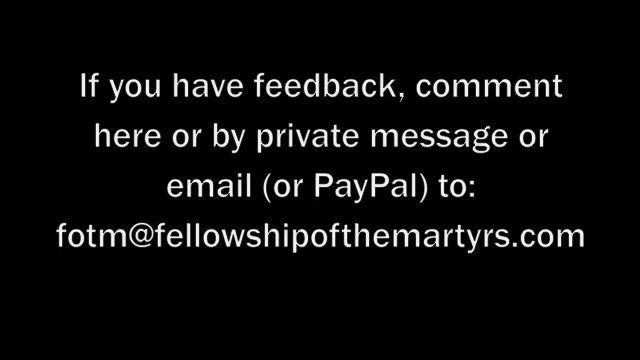 If you have feedback, comment
here or by private message or
email (or PayPal) to:
fotm@fellowshipofthemartyrs.com